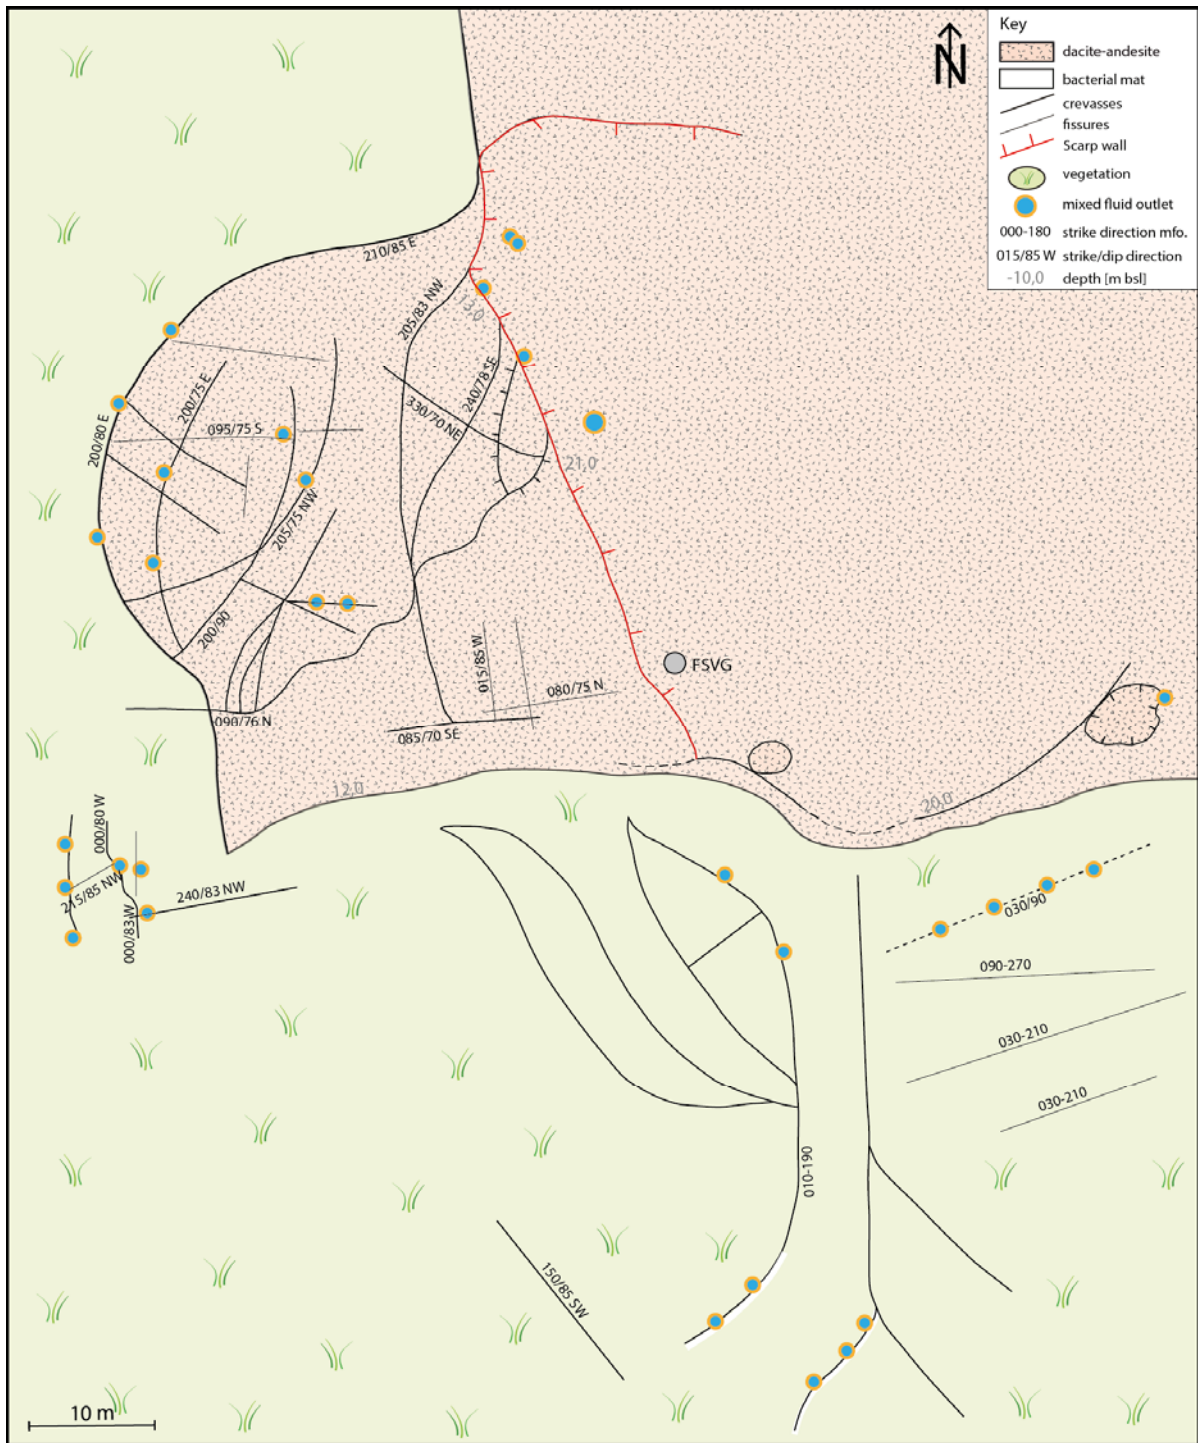 N
Key
dacite-andesite
bacterial mat
crevasses
fissures
Scarp wall
vegetation
mixed fluid outlet
000-180 strike direction mfo.
015/85 W strike/dip direction
-10,0 depth [m bsl]
210/85 E
205/83 NW
13,0
240/78 SE
330/70 NE
200/75 E
095/75 S
200/80 E
21,0
205/75 NW
200/90
015/85 W
FSVG
080/75 N
090/76 N
085/70 SE
12,0
20,0
000/80 W
215/85 NW
240/83 NW
000/83 W
030/90
090-270
030-210
030-210
010-190
150/85 SW
10 m